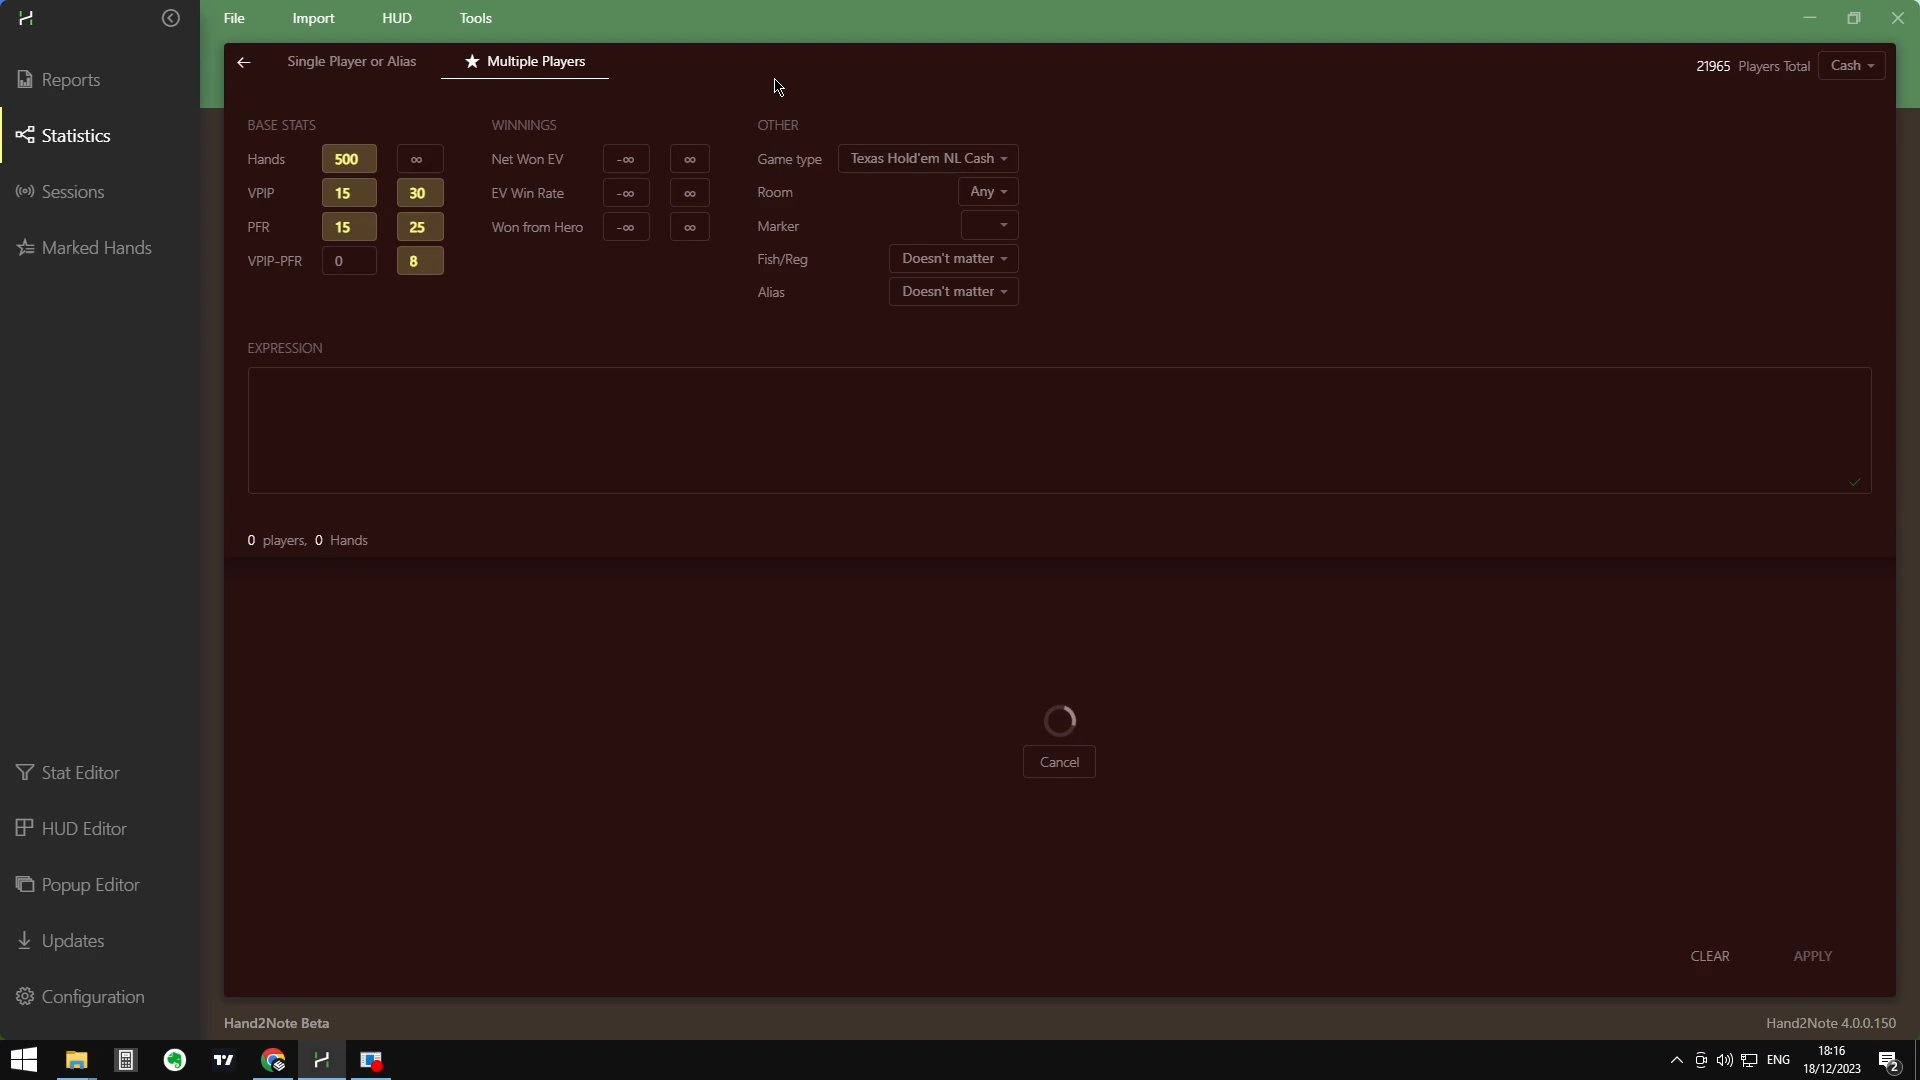 File Import HUD Tools
Single Player or Alias ★ Multiple Players 21965 Players Total Cash
Reports
Statistics
Sessions
Marked Hands
BASE STATS WINNINGS OTHER
Hands 500 ∞ Net Won EV -∞ ∞ Game type Texas Hold'em NL Cash
VPIP 15 30 EV Win Rate -∞ ∞ Room Any
PFR 15 25 Won from Hero -∞ ∞ Marker
VPIP-PFR 0 8 Fish/Reg Doesn't matter
Alias Doesn't matter
EXPRESSION
0 players, 0 Hands
Cancel
Stat Editor
HUD Editor
Popup Editor
Updates
Configuration
CLEAR APPLY
Hand2Note Beta Hand2Note 4.0.0.150
ENG 18:16
18/12/2023
2